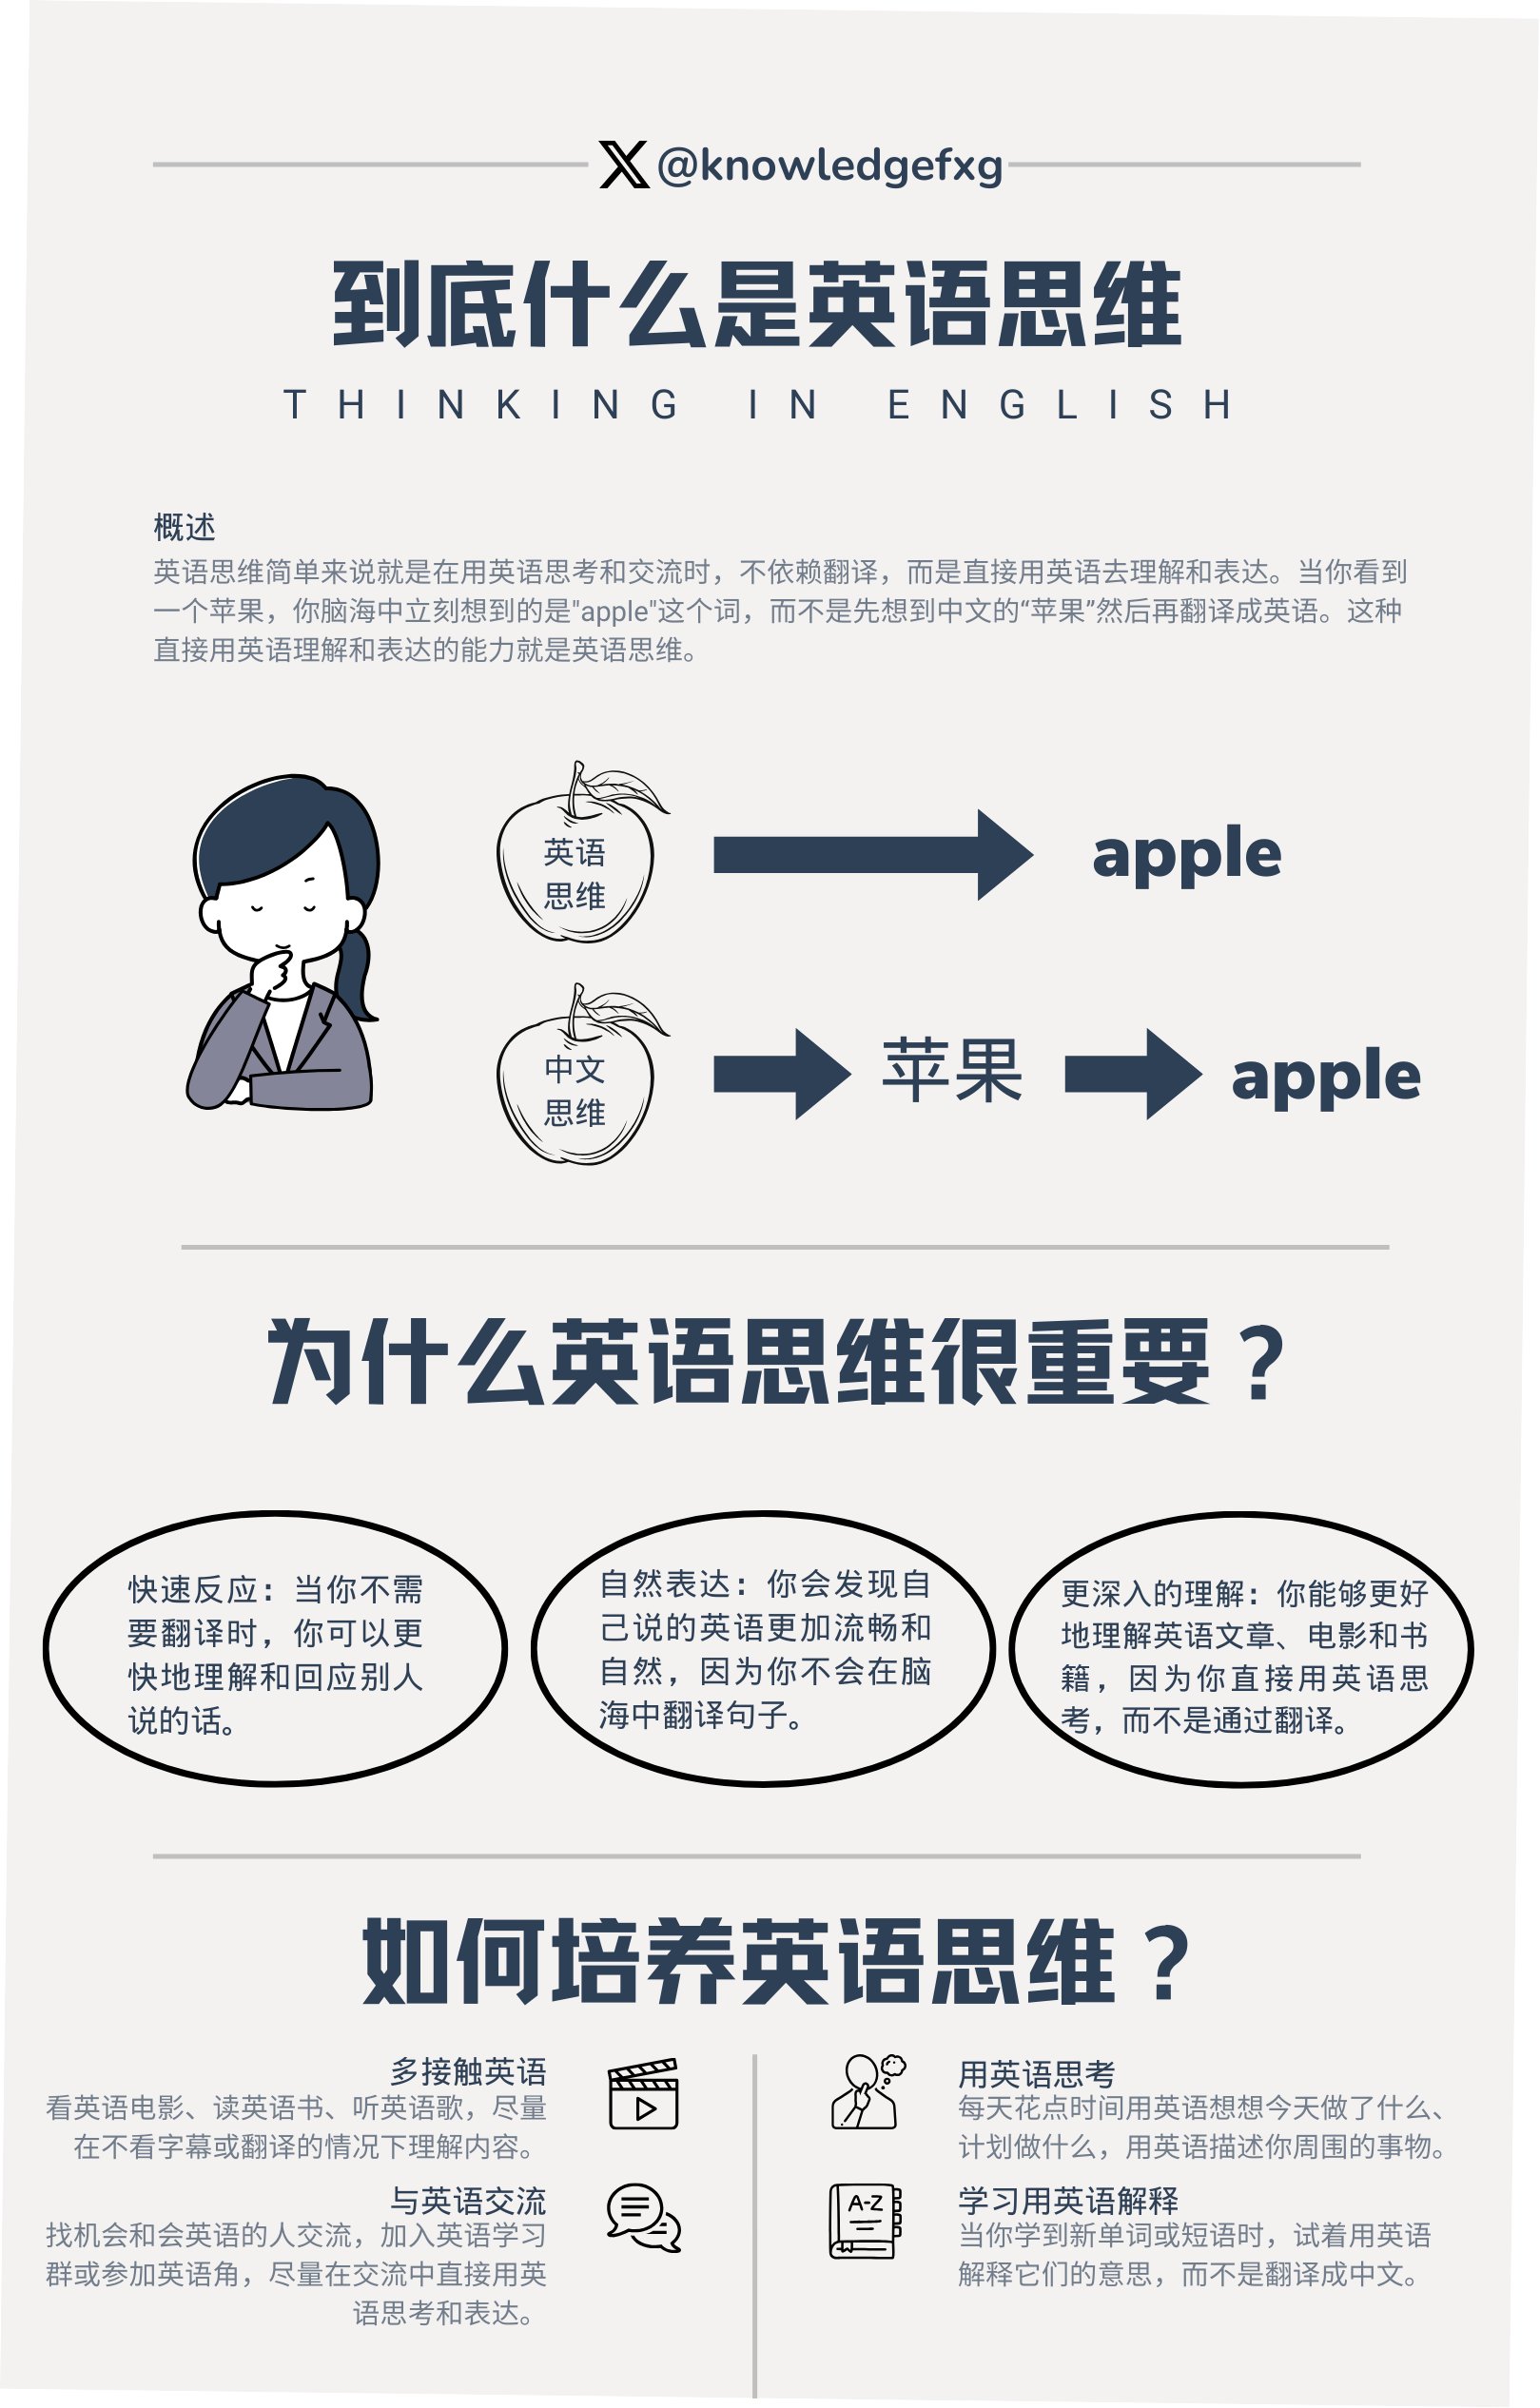 @knowledgefxg
到底什么是英语思维
THINKING IN ENGLISH
概述
英语思维简单来说就是在用英语思考和交流时，不依赖翻译，而是直接用英语去理解和表达。当你看到
一个苹果，你脑海中立刻想到的是"apple"这个词，而不是先想到中文的“苹果”然后再翻译成英语。这种
直接用英语理解和表达的能力就是英语思维。
英语
思维
apple
中文
思维
苹果
apple
为什么英语思维很重要？
快速反应：当你不需
要翻译时，你可以更
快地理解和回应别人
说的话。
自然表达：你会发现自
己说的英语更加流畅和
自然，因为你不会在脑
海中翻译句子。
更深入的理解：你能够更好
地理解英语文章、电影和书
籍，因为你直接用英语思
考，而不是通过翻译。
如何培养英语思维？
多接触英语
看英语电影、读英语书、听英语歌，尽量
在不看字幕或翻译的情况下理解内容。
与英语交流
找机会和会英语的人交流，加入英语学习
群或参加英语角，尽量在交流中直接用英
语思考和表达。
用英语思考
每天花点时间用英语想想今天做了什么、
计划做什么，用英语描述你周围的事物。
A-Z
学习用英语解释
当你学到新单词或短语时，试着用英语
解释它们的意思，而不是翻译成中文。